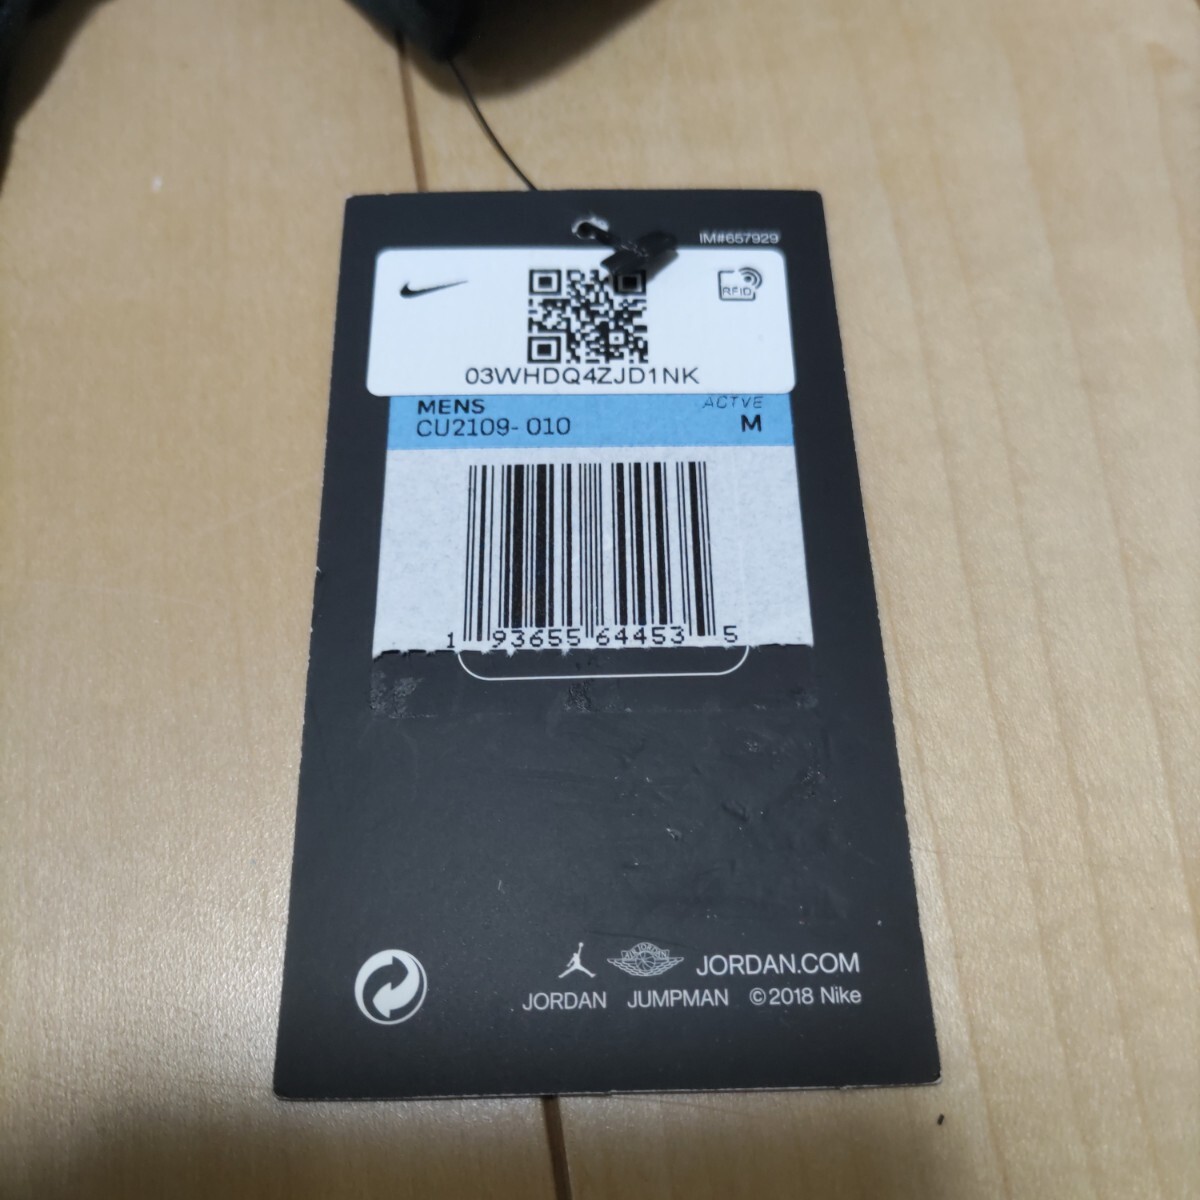 IM#657929
RFID
03WHDQ4ZJD1NK
MENS ACTVE
CU2109-010 M
1 93655 64453 5
JORDAN.COM
JORDAN JUMPMAN ©2018 Nike